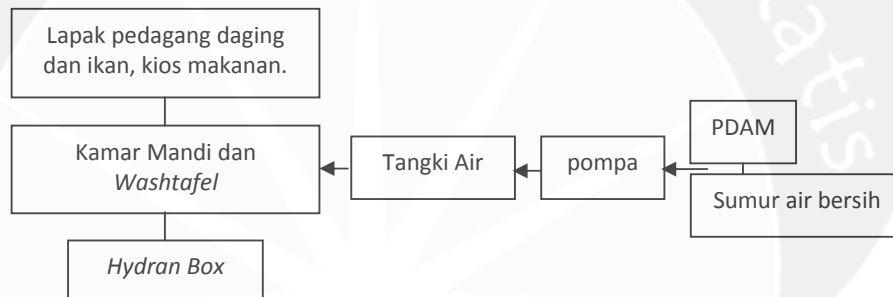 Lapak pedagang daging
dan ikan, kios makanan.
Kamar Mandi dan
Washtafel
Hydran Box
Tangki Air
pompa
PDAM
Sumur air bersih